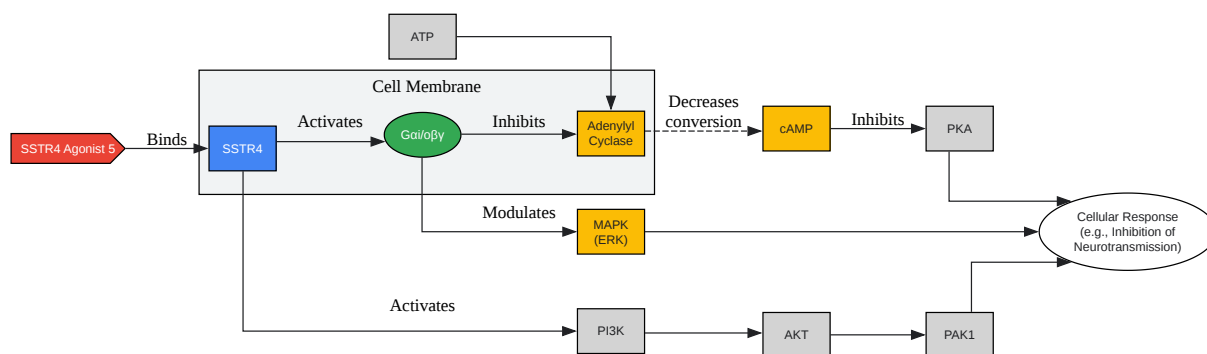 ATP
Cell Membrane
SSTR4 Agonist 5
Binds
SSTR4
Activates
Gαi/oβγ
Inhibits
Adenylyl
Cyclase
Decreases
conversion
cAMP
Inhibits
PKA
Modulates
MAPK
(ERK)
Cellular Response
(e.g., Inhibition of
Neurotransmission)
Activates
PI3K
AKT
PAK1